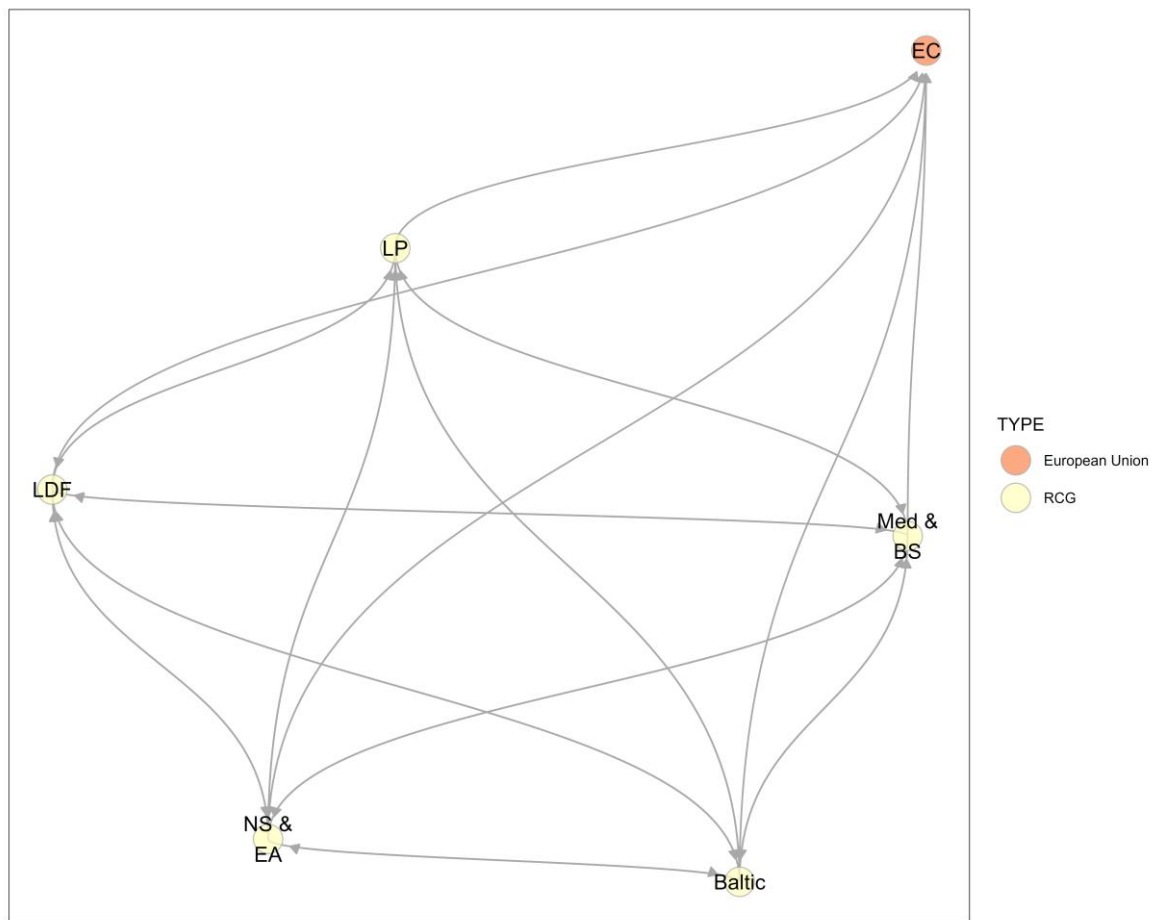 EC
LP
LDF
Med &
BS
NS &
EA
Baltic
TYPE
European Union
RCG